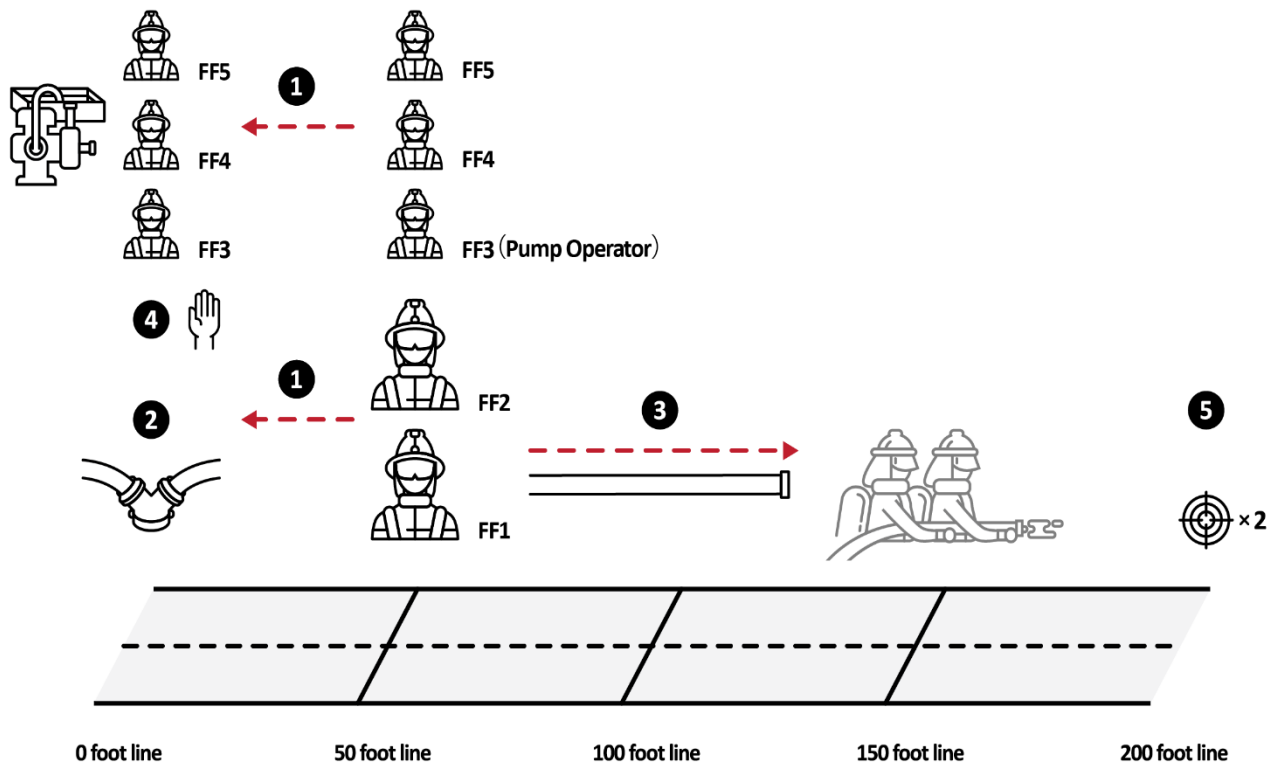 FF5
1
FF5
FF4
FF4
FF3
FF3（Pump Operator）
4
1
2
FF2
3
5
FF1
×2
0 foot line
50 foot line
100 foot line
150 foot line
200 foot line